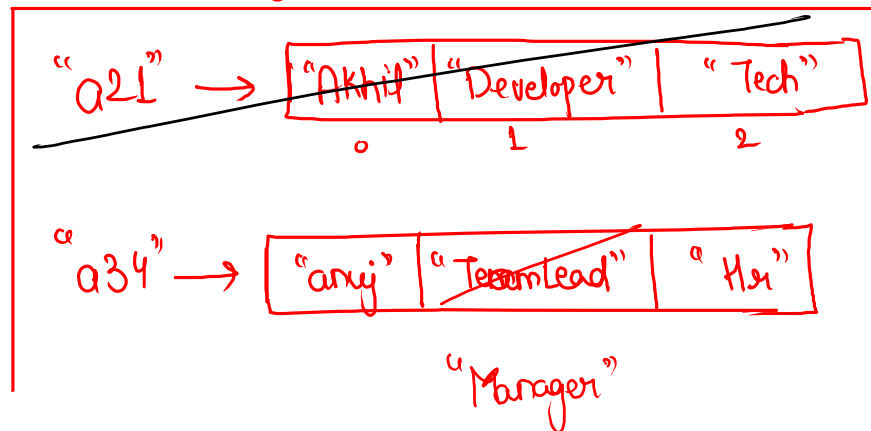 "a21" → "Akhil" "Developer" "Tech"
0 1 2
"a34" → "anuj" "TeamLead" "Hr"
"Manager"